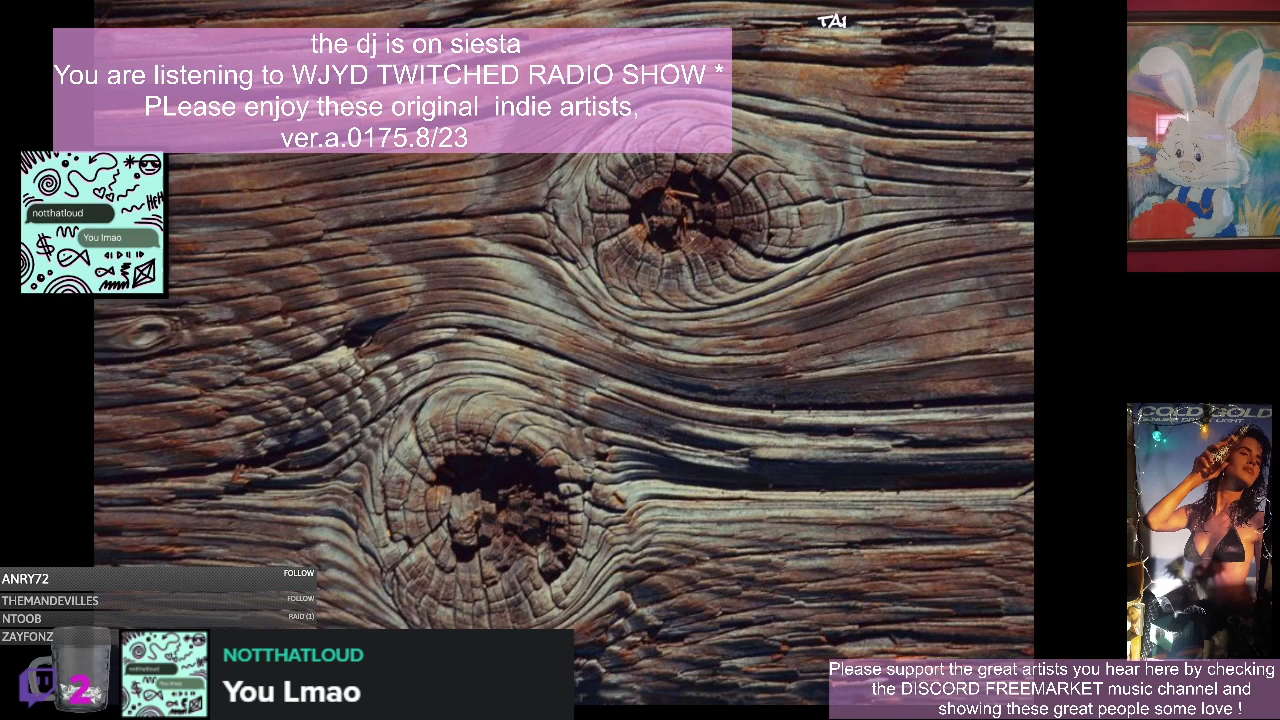 TAI
the dj is on siesta
You are listening to WJYD TWITCHED RADIO SHOW *
PLease enjoy these original indie artists,
ver.a.0175.8/23
HEH
notthatloud
You lmao
COLD GOLD
ANRY72 FOLLOW
THEMANDEVILLES FOLLOW
NTOOB RAID (1)
ZAYFONZ
2
NOTTHATLOUD
You Lmao
Please support the great artists you hear here by checking
the DISCORD FREEMARKET music channel and
showing these great people some love !